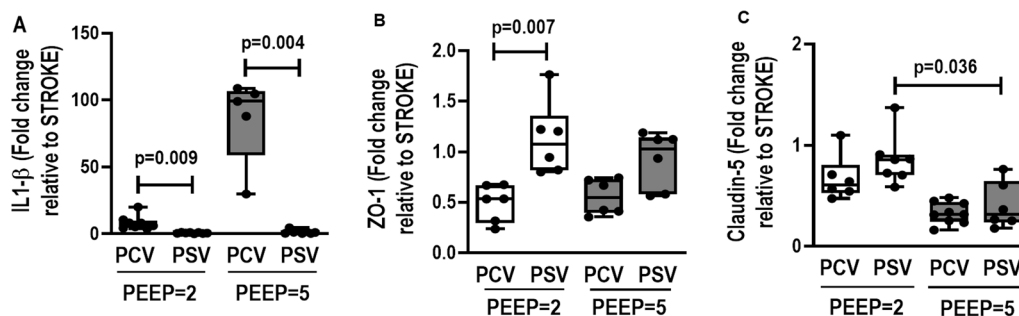 A
IL1-β (Fold change
relative to STROKE)
150
100
50
0
p=0.004
p=0.009
PCV PSV PCV PSV
PEEP=2 PEEP=5
B
ZO-1 (Fold change
relative to STROKE)
2.0
1.5
1.0
0.5
0.0
p=0.007
PCV PSV PCV PSV
PEEP=2 PEEP=5
C
Claudin-5 (Fold change
relative to STROKE)
2
1
0
p=0.036
PCV PSV PCV PSV
PEEP=2 PEEP=5